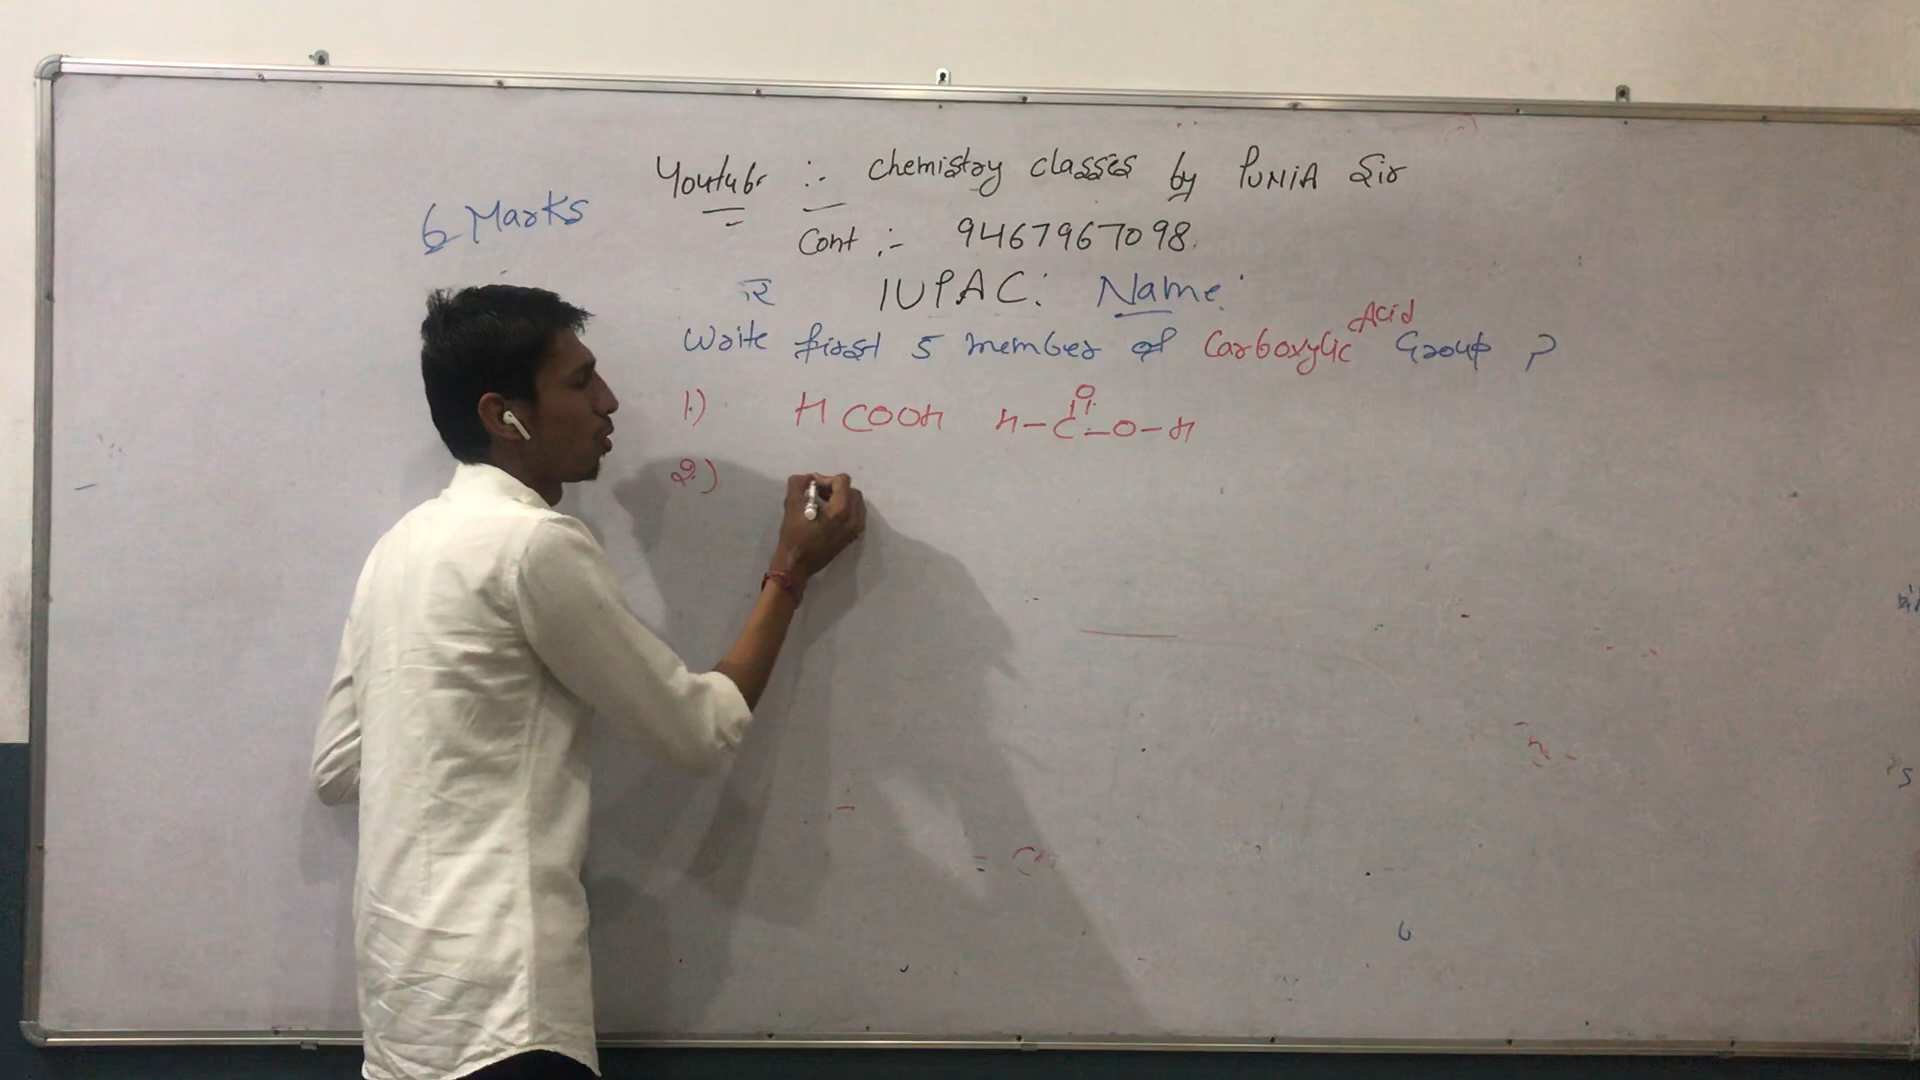 Youtube :- chemistry classes by PUNIA Sir
6 Marks
Cont :- 9467967098.
IUPAC: Name:
Write first 5 member of Carboxylic Acid Group ?
1.) H COOH H-C-O-H
O
2.)